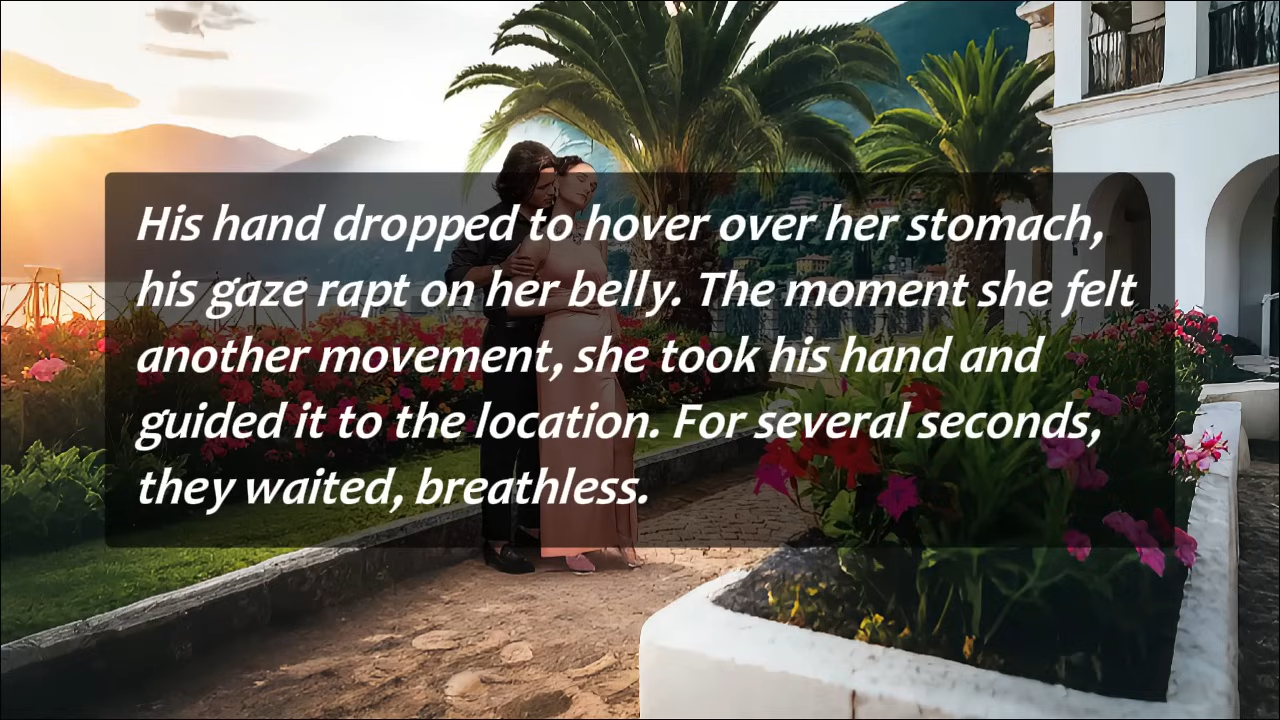 His hand dropped to hover over her stomach,
his gaze rapt on her belly. The moment she felt
another movement, she took his hand and
guided it to the location. For several seconds,
they waited, breathless.